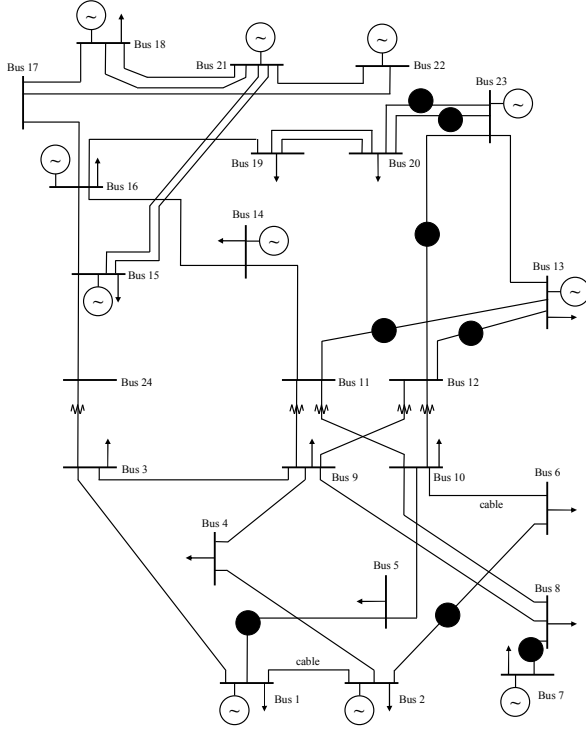 Bus 18
Bus 21
Bus 22
Bus 17
Bus 23
Bus 19
Bus 20
Bus 16
Bus 14
Bus 15
Bus 13
Bus 24
Bus 11
Bus 12
Bus 3
Bus 9
Bus 10
Bus 6
cable
Bus 4
Bus 5
Bus 8
cable
Bus 1
Bus 2
Bus 7